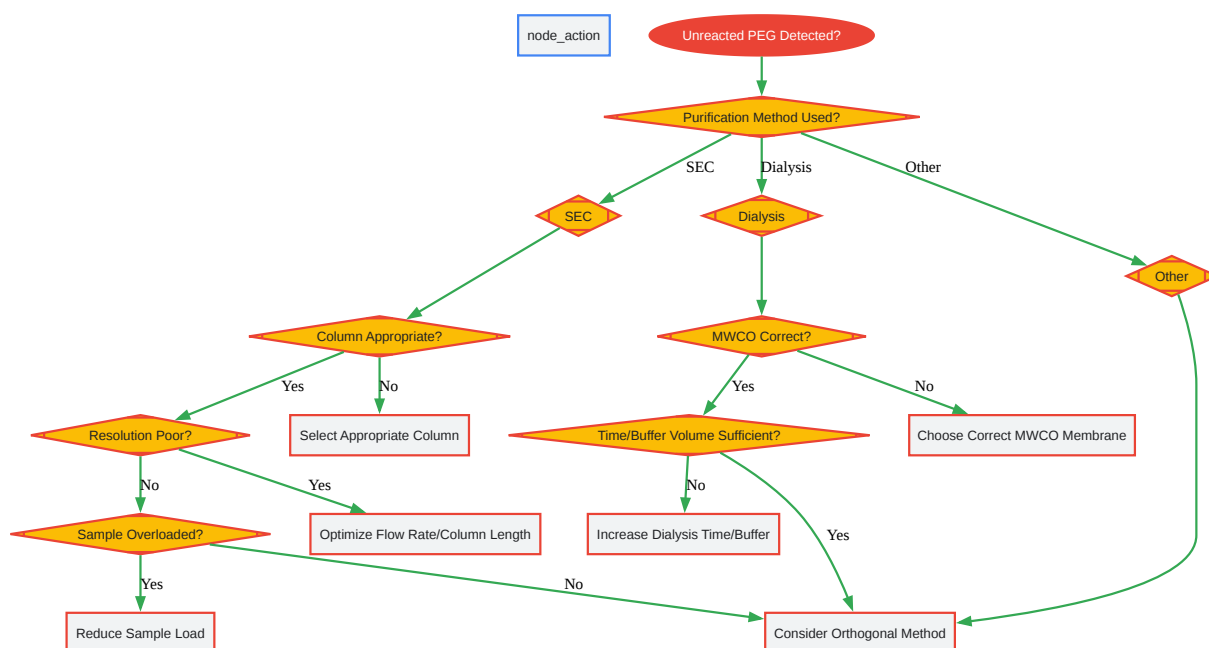 node_action
Unreacted PEG Detected?
Purification Method Used?
SEC
Dialysis
Other
SEC
Dialysis
Other
Column Appropriate?
MWCO Correct?
Yes
No
Yes
No
Resolution Poor?
Select Appropriate Column
Time/Buffer Volume Sufficient?
Choose Correct MWCO Membrane
No
Yes
No
Yes
Sample Overloaded?
Optimize Flow Rate/Column Length
Increase Dialysis Time/Buffer
Yes
No
Reduce Sample Load
Consider Orthogonal Method